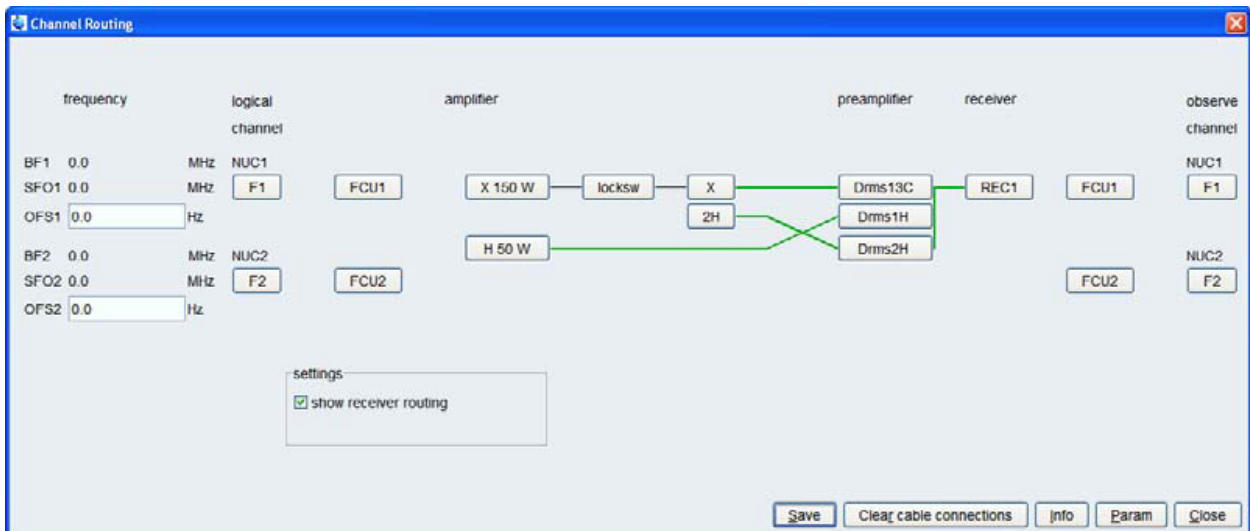 Channel Routing
frequency logical channel amplifier preamplifier receiver observe channel
BF1 0.0 MHz NUC1 NUC1
SFO1 0.0 MHz F1 FCU1 X 150 W locksw X Drms13C REC1 FCU1 F1
OFS1 0.0 Hz 2H Drms1H
BF2 0.0 MHz NUC2 H 50 W Drms2H NUC2
SFO2 0.0 MHz F2 FCU2 FCU2 F2
OFS2 0.0 Hz
settings
show receiver routing
Save Clear cable connections Info Param Close